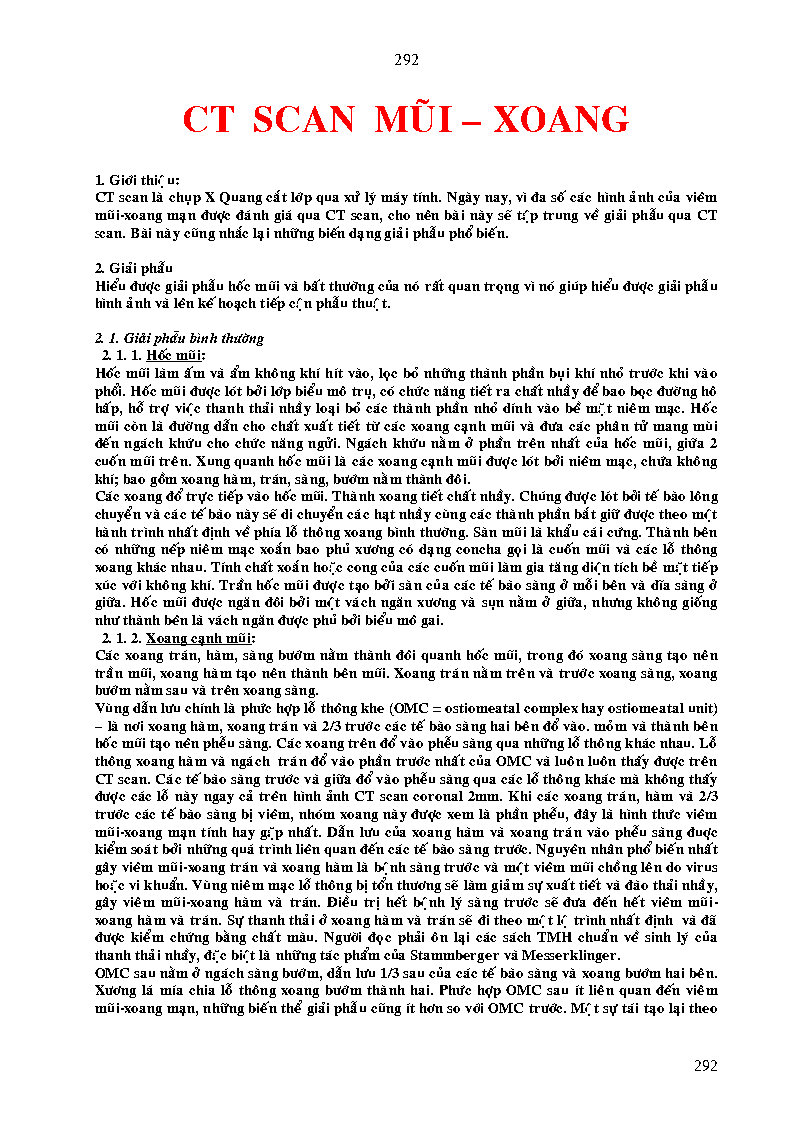 292
CT SCAN MŨI – XOANG
1. Giới thiệu:
CT scan là chụp X Quang cắt lớp qua xử lý máy tính. Ngày nay, vì đa số các hình ảnh của viêm
mũi-xoang mạn được đánh giá qua CT scan, cho nên bài này sẽ tập trung về giải phẫu qua CT
scan. Bài này cũng nhắc lại những biến dạng giải phẫu phổ biến.
2. Giải phẫu
Hiểu được giải phẫu hốc mũi và bất thường của nó rất quan trọng vì nó giúp hiểu được giải phẫu
hình ảnh và lên kế hoạch tiếp cận phẫu thuật.
2. 1. Giải phẫu bình thường
2. 1. 1. Hốc mũi:
Hốc mũi làm ấm và ẩm không khí hít vào, lọc bỏ những thành phần bụi khí nhỏ trước khi vào
phổi. Hốc mũi được lót bởi lớp biểu mô trụ, có chức năng tiết ra chất nhầy để bao bọc đường hô
hấp, hỗ trợ việc thanh thải nhầy loại bỏ các thành phần nhỏ dính vào bề mặt niêm mạc. Hốc
mũi còn là đường dẫn cho chất xuất tiết từ các xoang cạnh mũi và đưa các phân tử mang mùi
đến ngách khứu cho chức năng ngửi. Ngách khứu nằm ở phần trên nhất của hốc mũi, giữa 2
cuốn mũi trên. Xung quanh hốc mũi là các xoang cạnh mũi được lót bởi niêm mạc, chứa không
khí; bao gồm xoang hàm, trán, sàng, bướm nằm thành đôi.
Các xoang đổ trực tiếp vào hốc mũi. Thành xoang tiết chất nhầy. Chúng được lót bởi tế bào lông
chuyển và các tế bào này sẽ di chuyển các hạt nhầy cùng các thành phần bắt giữ được theo một
hành trình nhất định về phía lỗ thông xoang bình thường. Sàn mũi là khẩu cái cứng. Thành bên
có những nếp niêm mạc xoắn bao phủ xương có dạng concha gọi là cuốn mũi và các lỗ thông
xoang khác nhau. Tính chất xoắn hoặc cong của các cuốn mũi làm gia tăng diện tích bề mặt tiếp
xúc với không khí. Trần hốc mũi được tạo bởi sàn của các tế bào sàng ở mỗi bên và dĩa sàng ở
giữa. Hốc mũi được ngăn đôi bởi một vách ngăn xương và sụn nằm ở giữa, nhưng không giống
như thành bên là vách ngăn được phủ bởi biểu mô gai.
2. 1. 2. Xoang cạnh mũi:
Các xoang trán, hàm, sàng bướm nằm thành đôi quanh hốc mũi, trong đó xoang sàng tạo nên
trần mũi, xoang hàm tạo nên thành bên mũi. Xoang trán nằm trên và trước xoang sàng, xoang
bướm nằm sau và trên xoang sàng.
Vùng dẫn lưu chính là phức hợp lỗ thông khe (OMC = ostiomeatal complex hay ostiomeatal unit)
– là nơi xoang hàm, xoang trán và 2/3 trước các tế bào sàng hai bên đổ vào. mỏm và thành bên
hốc mũi tạo nên phễu sàng. Các xoang trên đổ vào phễu sàng qua những lỗ thông khác nhau. Lỗ
thông xoang hàm và ngách trán đổ vào phần trước nhất của OMC và luôn luôn thấy được trên
CT scan. Các tế bào sàng trước và giữa đổ vào phễu sàng qua các lỗ thông khác mà không thấy
được các lỗ này ngay cả trên hình ảnh CT scan coronal 2mm. Khi các xoang trán, hàm và 2/3
trước các tế bào sàng bị viêm, nhóm xoang này được xem là phần phễu, đây là hình thức viêm
mũi-xoang mạn tính hay gặp nhất. Dẫn lưu của xoang hàm và xoang trán vào phễu sàng được
kiểm soát bởi những quá trình liên quan đến các tế bào sàng trước. Nguyên nhân phổ biến nhất
gây viêm mũi-xoang trán và xoang hàm là bệnh sàng trước và một viêm mũi chồng lên do virus
hoặc vi khuẩn. Vùng niêm mạc lỗ thông bị tổn thương sẽ làm giảm sự xuất tiết và đào thải nhầy,
gây viêm mũi-xoang hàm và trán. Điều trị hết bệnh lý sàng trước sẽ đưa đến hết viêm mũi-
xoang hàm và trán. Sự thanh thải ở xoang hàm và trán sẽ đi theo một lộ trình nhất định và đã
được kiểm chứng bằng chất màu. Người đọc phải ôn lại các sách TMH chuẩn về sinh lý của
thanh thải nhầy, đặc biệt là những tác phẩm của Stammberger và Messerklinger.
OMC sau nằm ở ngách sàng bướm, dẫn lưu 1/3 sau của các tế bào sàng và xoang bướm hai bên.
Xương lá mía chia lỗ thông xoang bướm thành hai. Phức hợp OMC sau ít liên quan đến viêm
mũi-xoang mạn, những biến thể giải phẫu cũng ít hơn so với OMC trước. Một sự tái tạo lại theo
292